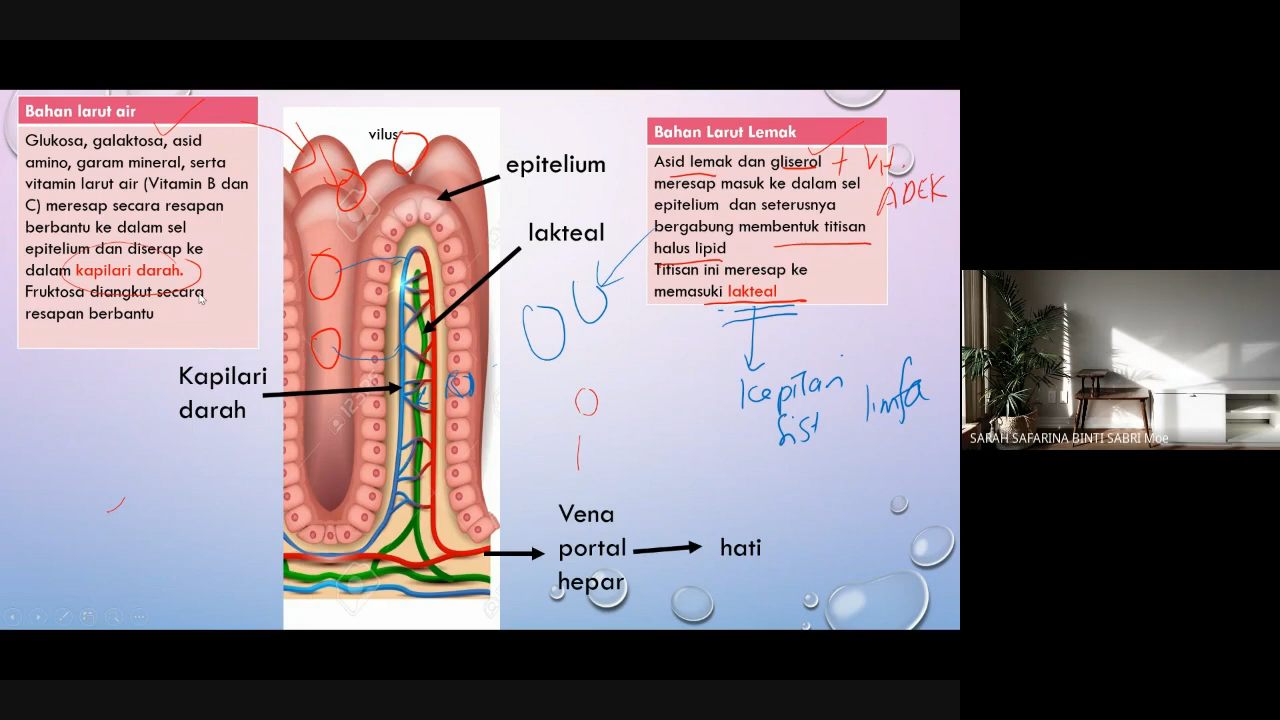 Bahan larut air
Glukosa, galaktosa, asid
amino, garam mineral, serta
vitamin larut air (Vitamin B dan
C) meresap secara resapan
berbantu ke dalam sel
epitelium dan diserap ke
dalam kapilari darah.
Fruktosa diangkut secara
resapan berbantu
vilus
epitelium
lakteal
Kapilari
darah
Bahan Larut Lemak
Asid lemak dan gliserol + Vit.
ADEK
meresap masuk ke dalam sel
epitelium dan seterusnya
bergabung membentuk titisan
halus lipid
Titisan ini meresap ke
memasuki lakteal
limfa
Vena
portal
hepar
hati
SARAH SAFARINA BINTI SABRI Moe